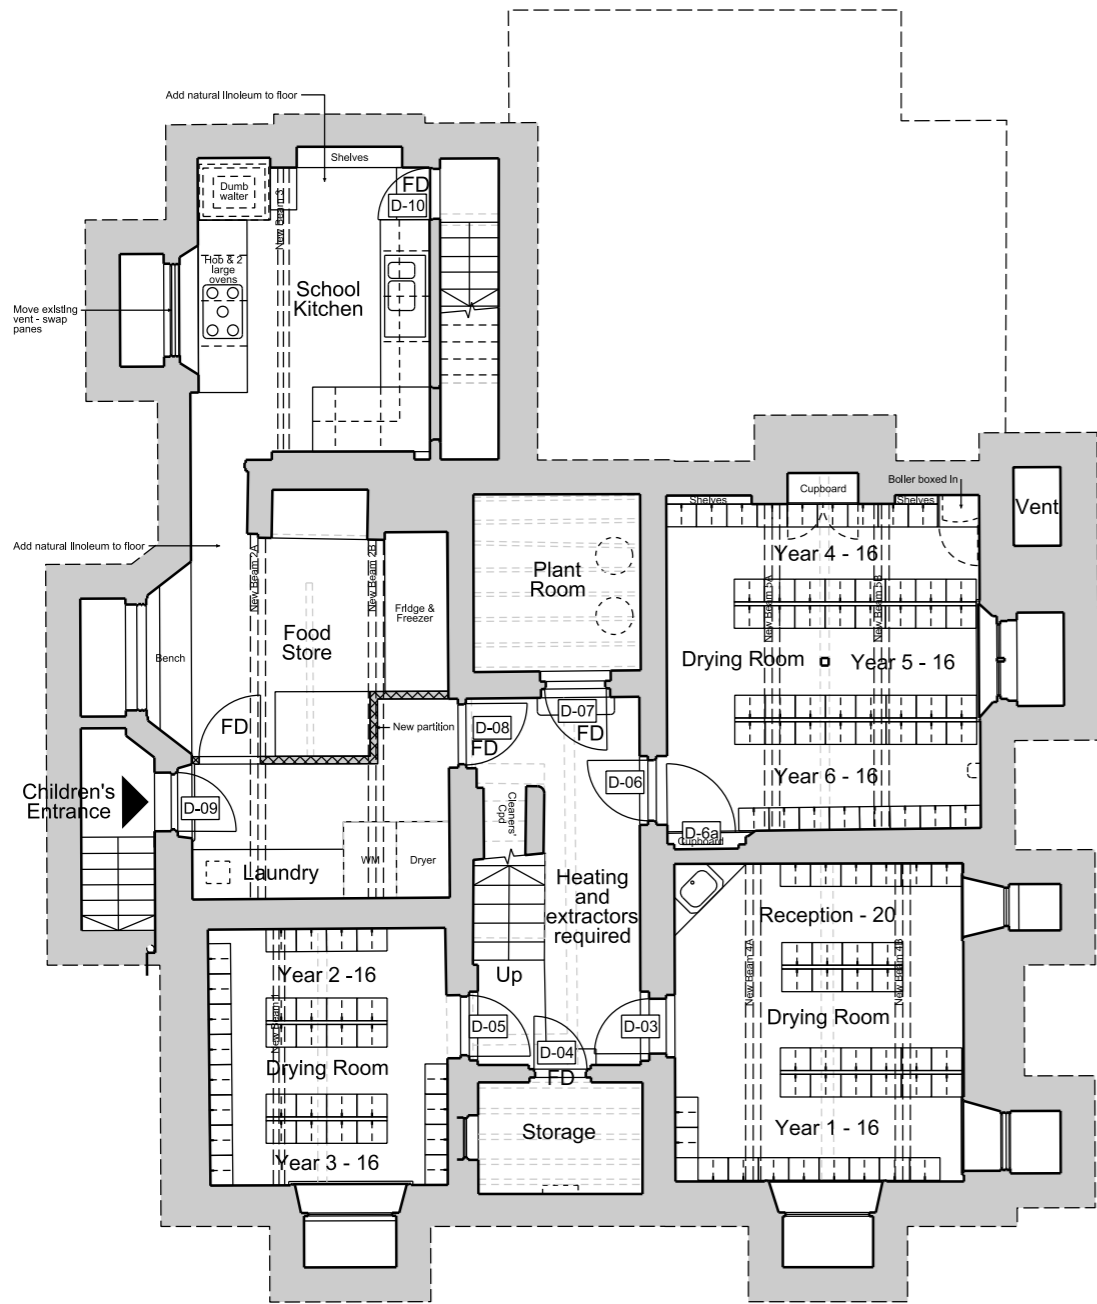 Add natural linoleum to floor
Shelves
Dumb
waiter
FD
D-10
New Beam 3
Hob & 2
large
ovens
School
Kitchen
Move existing
vent - swap
panes
Add natural linoleum to floor
New Beam 2A
New Beam 2B
Fridge &
Freezer
Food
Store
Bench
FD
New partition
Plant
Room
D-07
FD
D-08
FD
Shelves
Cupboard
Shelves
Boiler boxed in
Vent
Year 4 - 16
New Beam 5A
New Beam 5B
Drying Room
Year 5 - 16
Year 6 - 16
D-06
D-6a
Cupboard
Children's
Entrance
D-09
WM
Dryer
Laundry
Cleaners'
Cpd
Heating
and
extractors
required
Up
Reception - 20
New Beam 4A
New Beam 4B
Drying Room
Year 1 - 16
D-03
D-05
D-04
FD
Storage
Year 2 -16
New Beam 1
Drying Room
Year 3 - 16